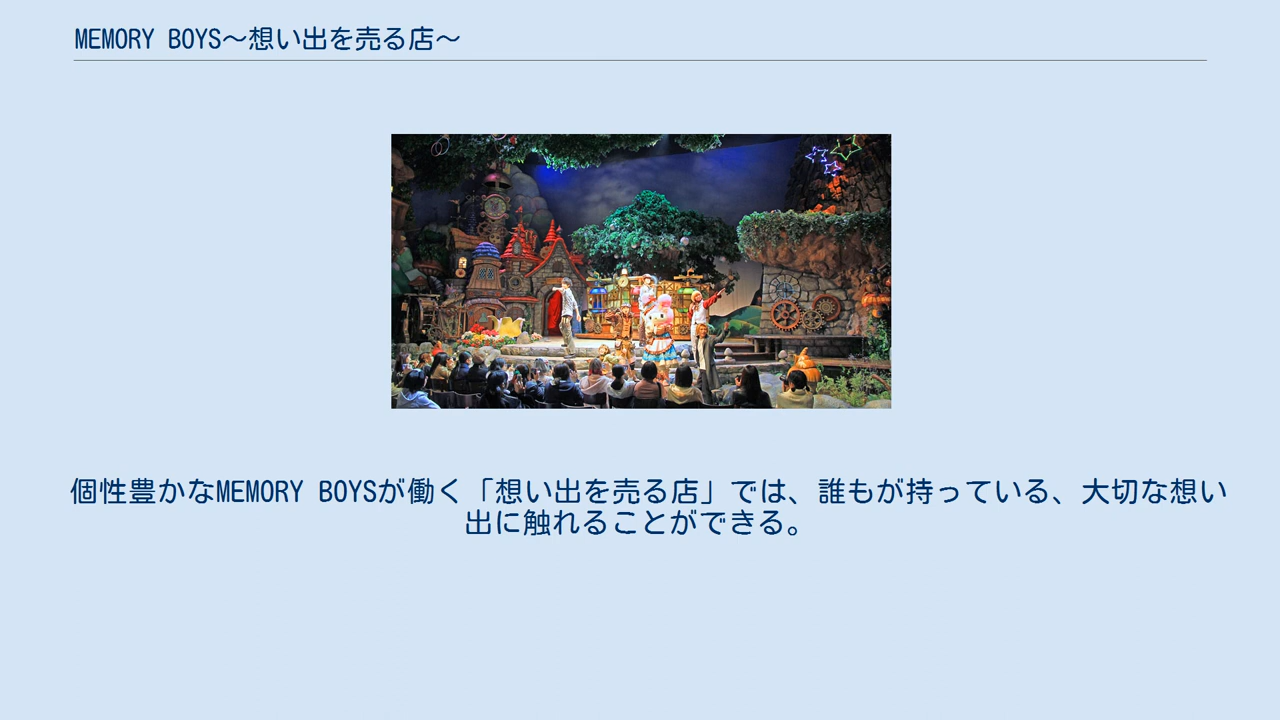 MEMORY BOYS～想い出を売る店～
個性豊かなMEMORY BOYSが働く「想い出を売る店」では、誰もが持っている、大切な想い
出に触れることができる。